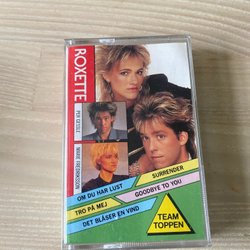 ROXETTE
PER GESSLE
MARIE FREDRIKSSON
OM DU HAR LUST
SURRENDER
TRO PÅ MEJ
GOODBYE TO YOU
DET BLÅSER EN VIND
TEAM
TOPPEN